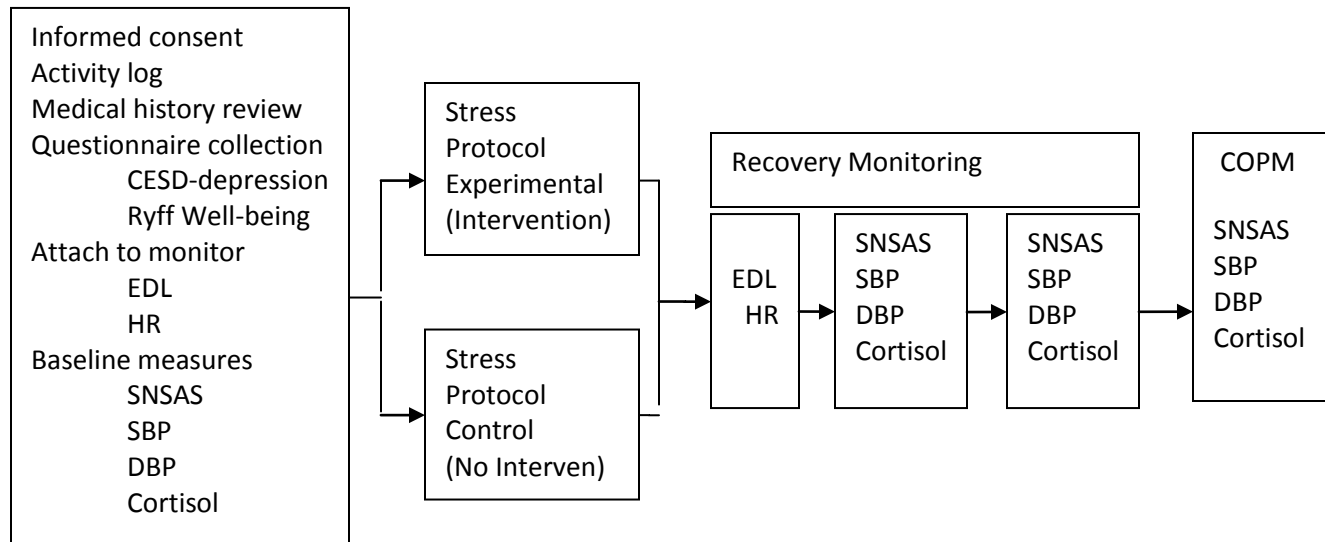 Informed consent
Activity log
Medical history review
Questionnaire collection
CESD-depression
Ryff Well-being
Attach to monitor
EDL
HR
Baseline measures
SNSAS
SBP
DBP
Cortisol
Stress
Protocol
Experimental
(Intervention)
Stress
Protocol
Control
(No Interven)
Recovery Monitoring
EDL
HR
SNSAS
SBP
DBP
Cortisol
SNSAS
SBP
DBP
Cortisol
COPM
SNSAS
SBP
DBP
Cortisol